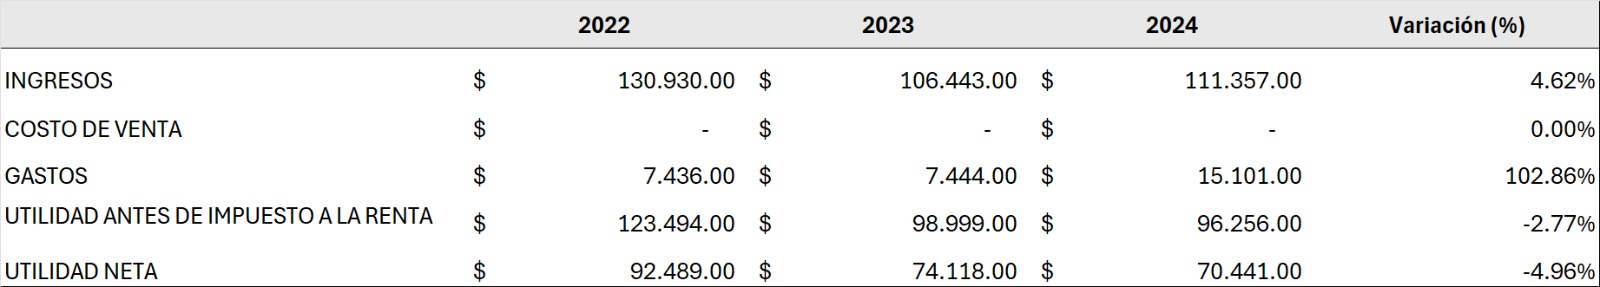 2022 2023 2024 Variación (%)
INGRESOS $ 130.930.00 $ 106.443.00 $ 111.357.00 4.62%
COSTO DE VENTA $ - $ - $ - 0.00%
GASTOS $ 7.436.00 $ 7.444.00 $ 15.101.00 102.86%
UTILIDAD ANTES DE IMPUESTO A LA RENTA $ 123.494.00 $ 98.999.00 $ 96.256.00 -2.77%
UTILIDAD NETA $ 92.489.00 $ 74.118.00 $ 70.441.00 -4.96%